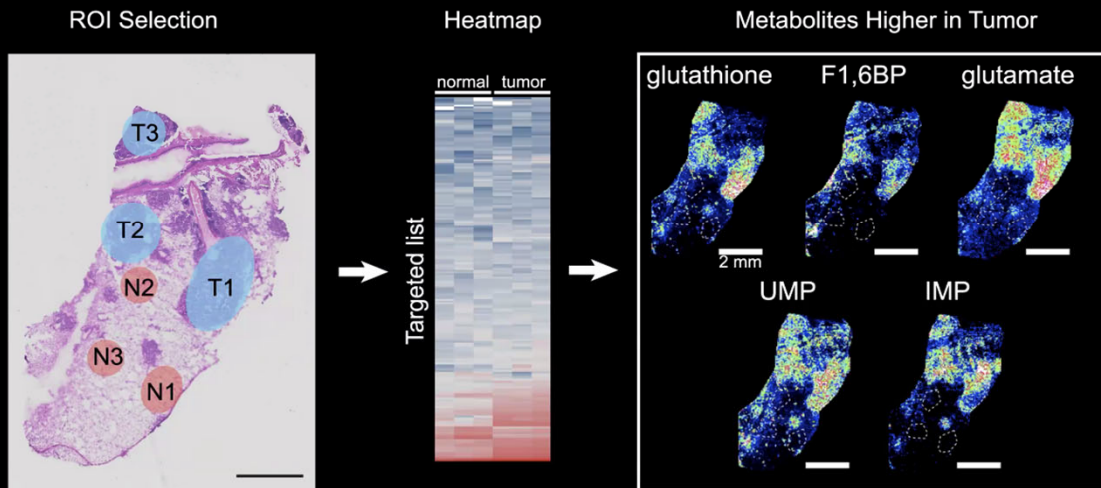 ROI Selection
Heatmap
Metabolites Higher in Tumor
T3
T2
N2
T1
N3
N1
normal tumor
Targeted list
glutathione F1,6BP glutamate
2 mm
UMP IMP